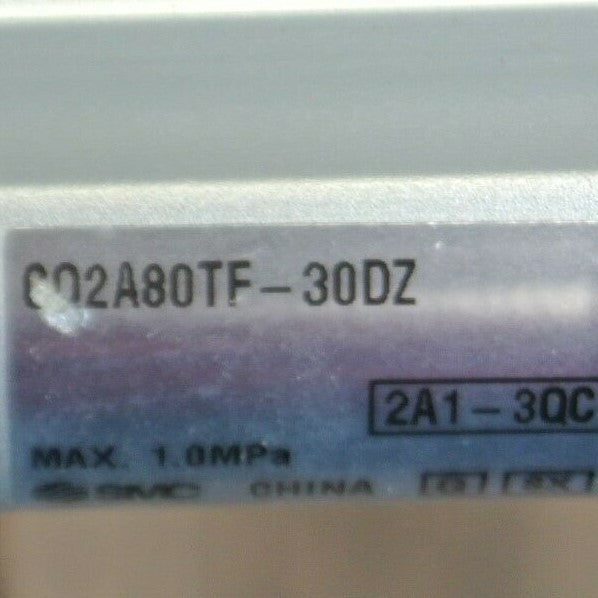 CQ2A80TF-30DZ
2A1-3QC
MAX. 1.0MPa
SMC CHINA